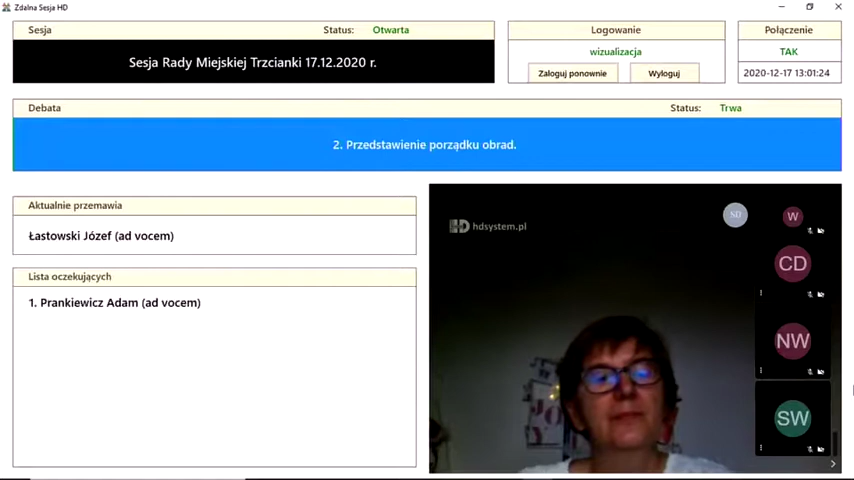 Zdalna Sesja HD
Sesja
Status: Otwarta
Sesja Rady Miejskiej Trzcianki 17.12.2020 r.
Logowanie
wizualizacja
Zaloguj ponownie
Wyloguj
Połączenie
TAK
2020-12-17 13:01:24
Debata
Status: Trwa
2. Przedstawienie porządku obrad.
Aktualnie przemawia
Łastowski Józef (ad vocem)
Lista oczekujących
1. Prankiewicz Adam (ad vocem)
HD hdsystem.pl
SD
W
CD
NW
SW